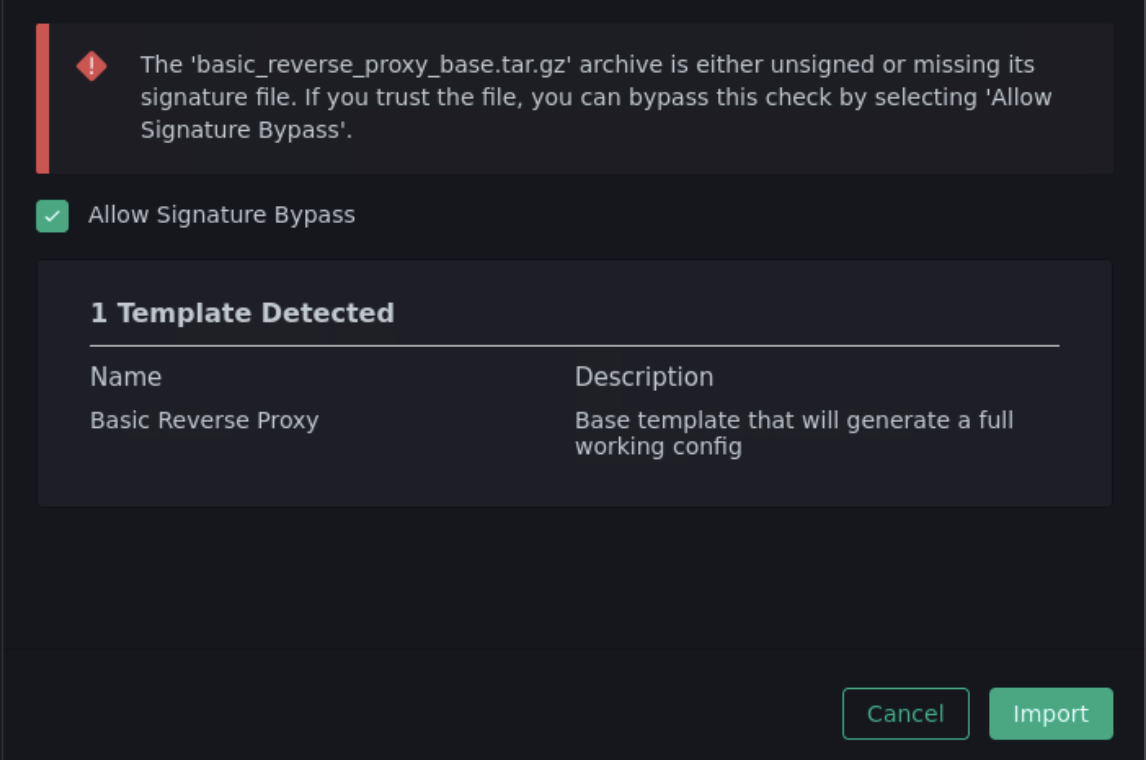 The 'basic_reverse_proxy_base.tar.gz' archive is either unsigned or missing its
signature file. If you trust the file, you can bypass this check by selecting 'Allow
Signature Bypass'.
Allow Signature Bypass
1 Template Detected
Name Description
Basic Reverse Proxy Base template that will generate a full
working config
Cancel Import